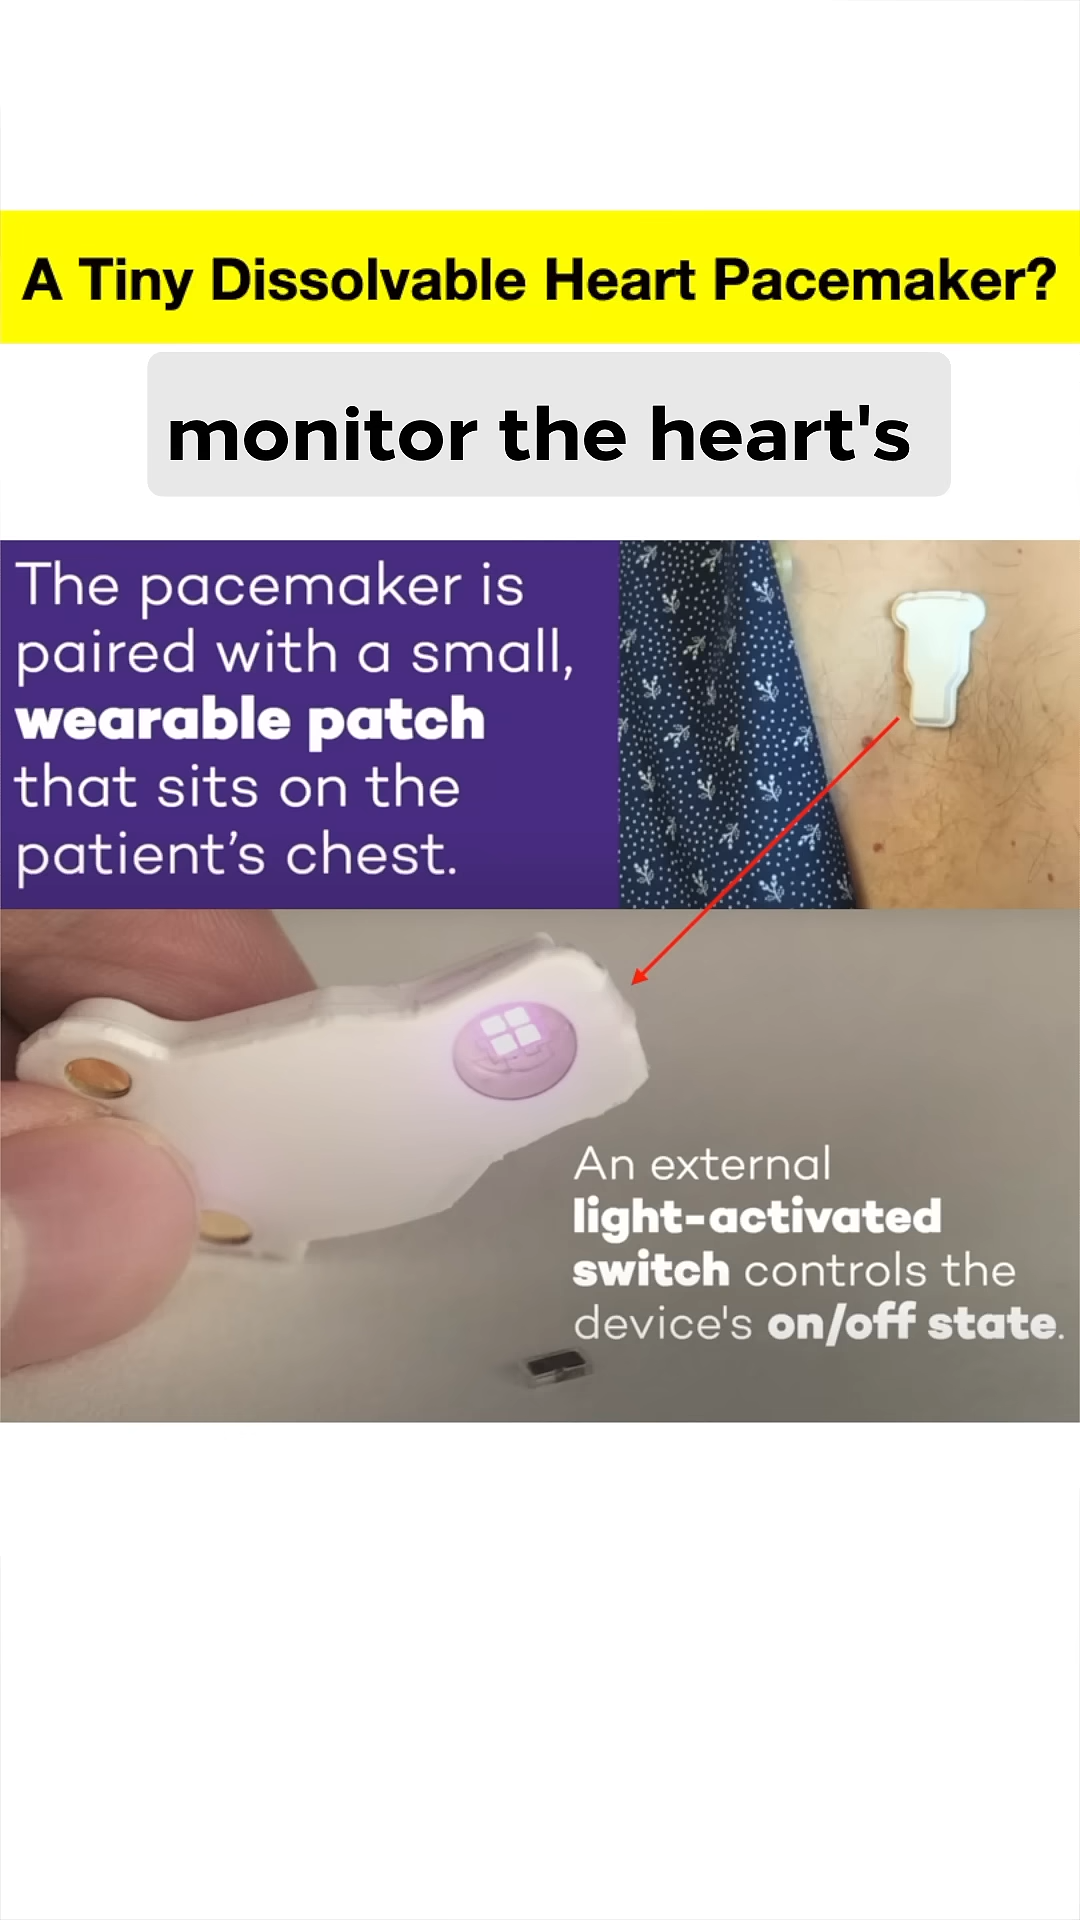 A Tiny Dissolvable Heart Pacemaker?
monitor the heart's
The pacemaker is
paired with a small,
wearable patch
that sits on the
patient’s chest.
An external
light-activated
switch controls the
device's on/off state.